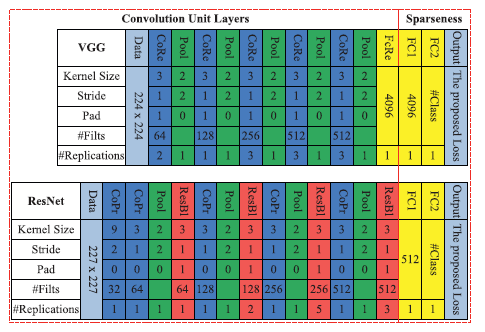 Convolution Unit Layers Sparseness
VGG Data CoRe Pool CoRe Pool CoRe Pool CoRe Pool CoRe Pool FcRe FC1 FC2 Output
Kernel Size 224 x 224 3 2 3 2 3 2 3 2 3 2 4096 4096 #Class The proposed Loss
Stride 1 2 1 2 1 2 1 2 1 2
Pad 1 0 1 0 1 0 1 0 1 0
#Filts 64 128 256 512 512
#Replications 2 1 1 1 3 1 3 1 3 1 1 1 1
ResNet Data CoPr CoPr Pool ResBl CoPr Pool ResBl CoPr Pool ResBl CoPr Pool ResBl FC1 FC2 Output
Kernel Size 227 x 227 9 3 2 3 3 2 3 3 2 3 3 2 3 512 #Class The proposed Loss
Stride 2 1 2 1 1 2 1 1 2 1 1 2 1
Pad 0 0 0 1 0 0 1 0 0 1 0 0 1
#Filts 32 64 64 128 128 256 256 512 512
#Replications 1 1 1 1 1 1 2 1 1 5 1 1 3 1 1